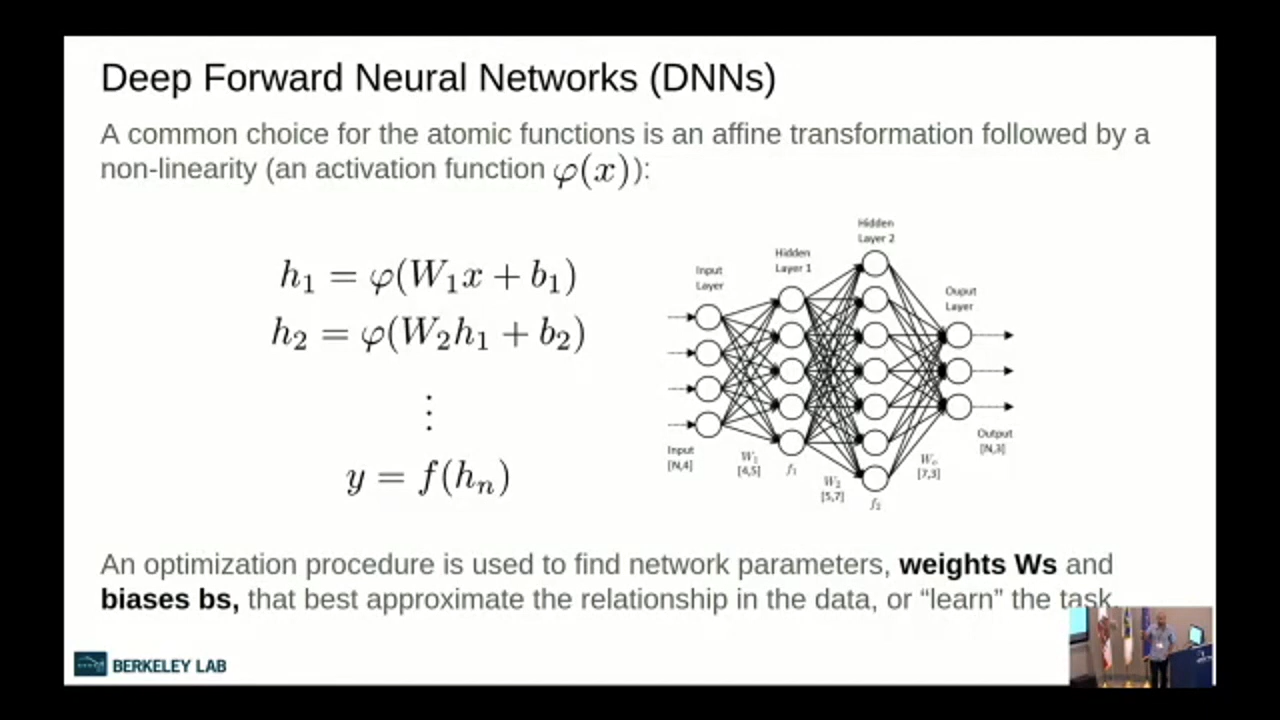 Deep Forward Neural Networks (DNNs)
A common choice for the atomic functions is an affine transformation followed by a
non-linearity (an activation function φ(x)):
h₁ = φ(W₁x + b₁)
h₂ = φ(W₂h₁ + b₂)
⋮
y = f(hₙ)
Input
Layer
Hidden
Layer 1
Hidden
Layer 2
Ouput
Layer
Input
[N,4]
W₁
[4,5]
f₁
W₂
[5,7]
f₂
Wₒ
[7,3]
Output
[N,3]
An optimization procedure is used to find network parameters, weights Ws and
biases bs, that best approximate the relationship in the data, or “learn” the task.
BERKELEY LAB